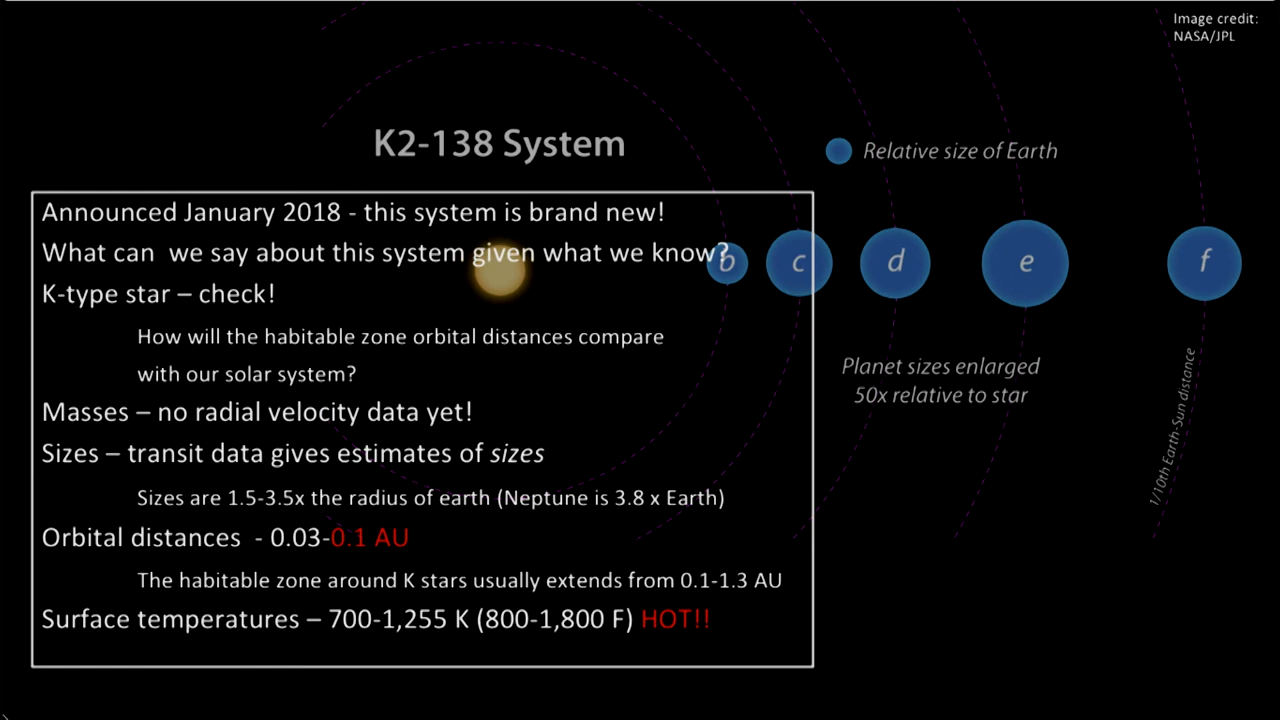 Image credit:
NASA/JPL
K2-138 System
Relative size of Earth
Announced January 2018 - this system is brand new!
What can  we say about this system given what we know?
K-type star – check!
How will the habitable zone orbital distances compare
with our solar system?
Masses – no radial velocity data yet!
Sizes – transit data gives estimates of sizes
Sizes are 1.5-3.5x the radius of earth (Neptune is 3.8 x Earth)
Orbital distances  - 0.03-0.1 AU
The habitable zone around K stars usually extends from 0.1-1.3 AU
Surface temperatures – 700-1,255 K (800-1,800 F) HOT!!
b
c
d
e
f
Planet sizes enlarged
50x relative to star
1/10th Earth-Sun distance